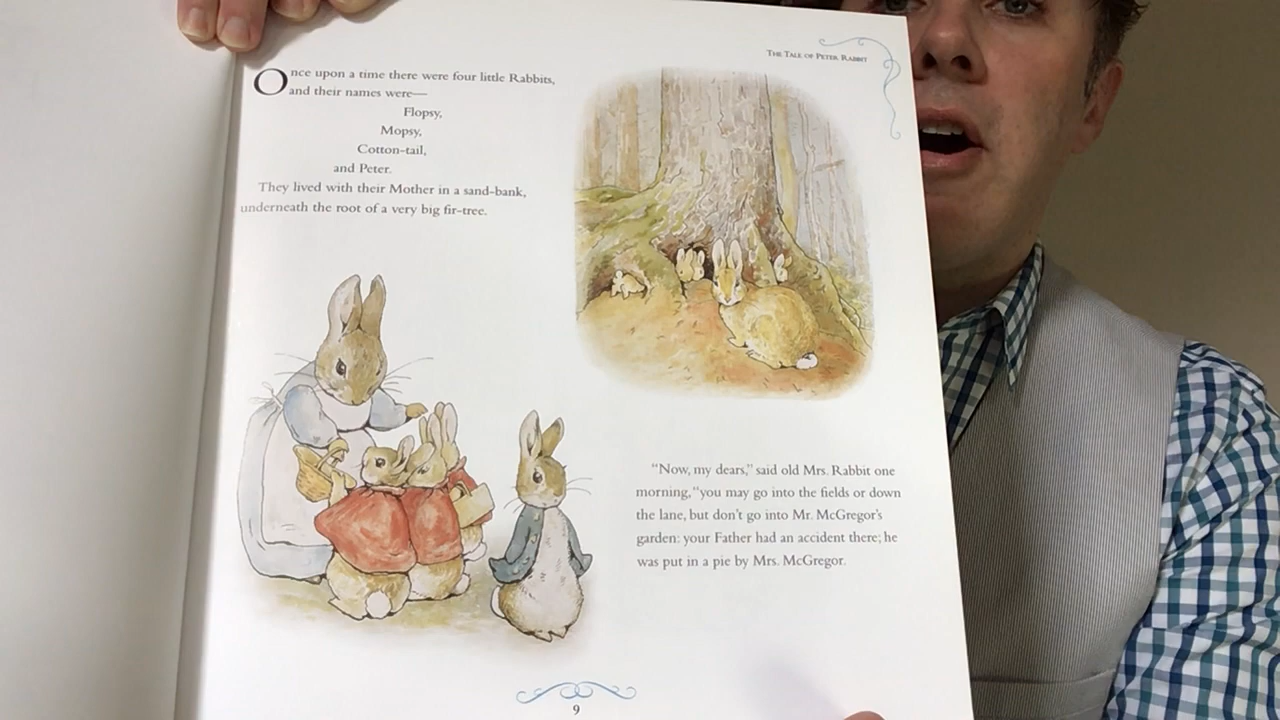 The Tale of Peter Rabbit
Once upon a time there were four little Rabbits,
and their names were—
Flopsy,
Mopsy,
Cotton-tail,
and Peter.
They lived with their Mother in a sand-bank,
underneath the root of a very big fir-tree.
“Now, my dears,” said old Mrs. Rabbit one
morning, “you may go into the fields or down
the lane, but don't go into Mr. McGregor's
garden: your Father had an accident there; he
was put in a pie by Mrs. McGregor.
9